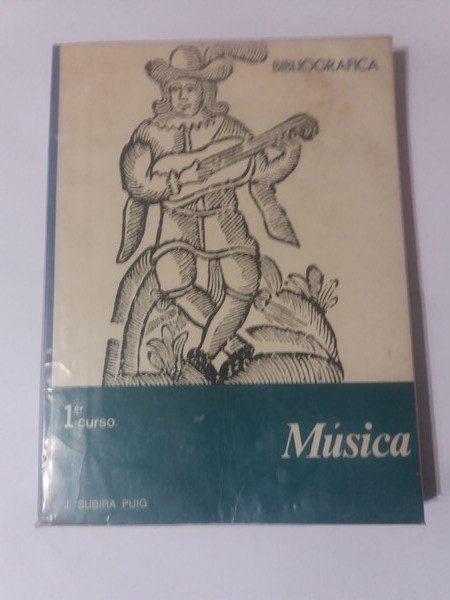 BIBLIOGRAFICA
1er curso.
Música
J. SUBIRA PUIG